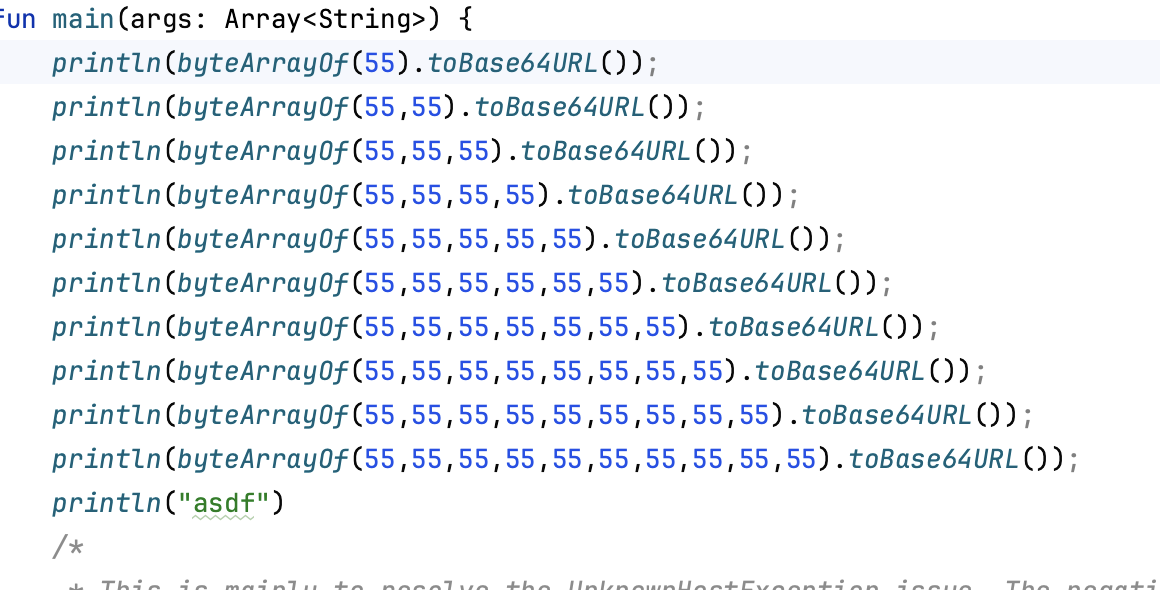 fun main(args: Array<String>) {
println(byteArrayOf(55).toBase64URL());
println(byteArrayOf(55,55).toBase64URL());
println(byteArrayOf(55,55,55).toBase64URL());
println(byteArrayOf(55,55,55,55).toBase64URL());
println(byteArrayOf(55,55,55,55,55).toBase64URL());
println(byteArrayOf(55,55,55,55,55,55).toBase64URL());
println(byteArrayOf(55,55,55,55,55,55,55).toBase64URL());
println(byteArrayOf(55,55,55,55,55,55,55,55).toBase64URL());
println(byteArrayOf(55,55,55,55,55,55,55,55,55).toBase64URL());
println(byteArrayOf(55,55,55,55,55,55,55,55,55,55).toBase64URL());
println("asdf")
/*
* This is mainly to resolve the UnknownHostException issue. The negati